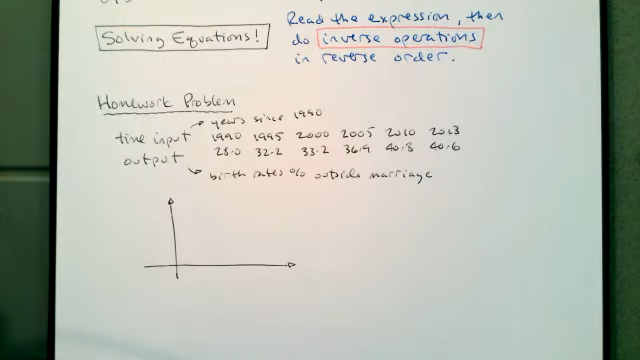 Solving Equations!
Read the expression, then
do inverse operations
in reverse order.
Homework Problem
years since 1990
time input 1990 1995 2000 2005 2010 2013
output 28.0 32.2 33.2 36.9 40.8 40.6
birth rates % outside marriage